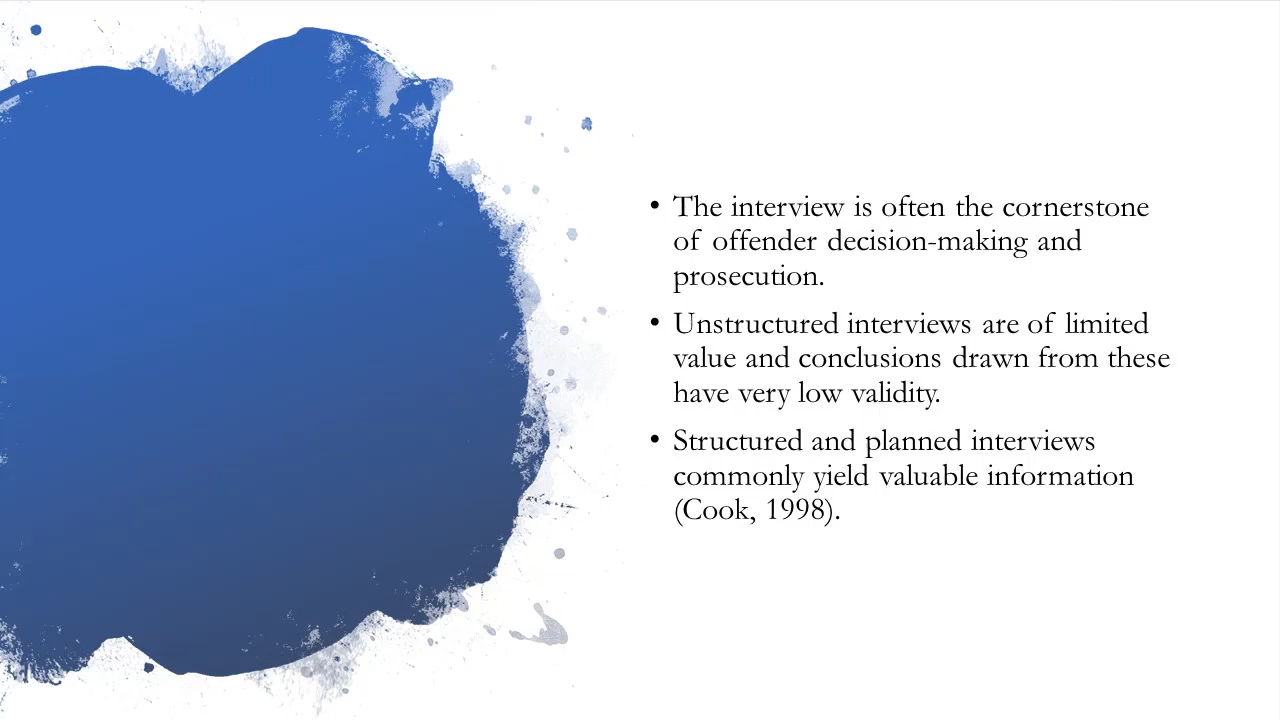 • The interview is often the cornerstone
of offender decision-making and
prosecution.
• Unstructured interviews are of limited
value and conclusions drawn from these
have very low validity.
• Structured and planned interviews
commonly yield valuable information
(Cook, 1998).